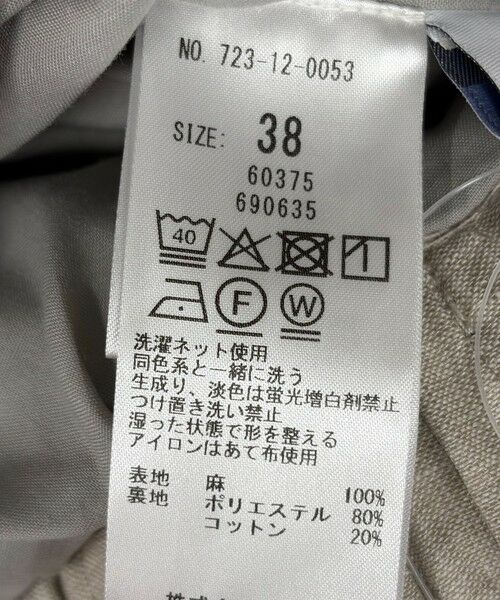 NO. 723-12-0053
SIZE: 38
60375
690635
40
F W
洗濯ネット使用
同色系と一緒に洗う
生成り、淡色は蛍光増白剤禁止
つけ置き洗い禁止
湿った状態で形を整える
アイロンはあて布使用
表地 麻 100%
裏地 ポリエステル 80%
コットン 20%